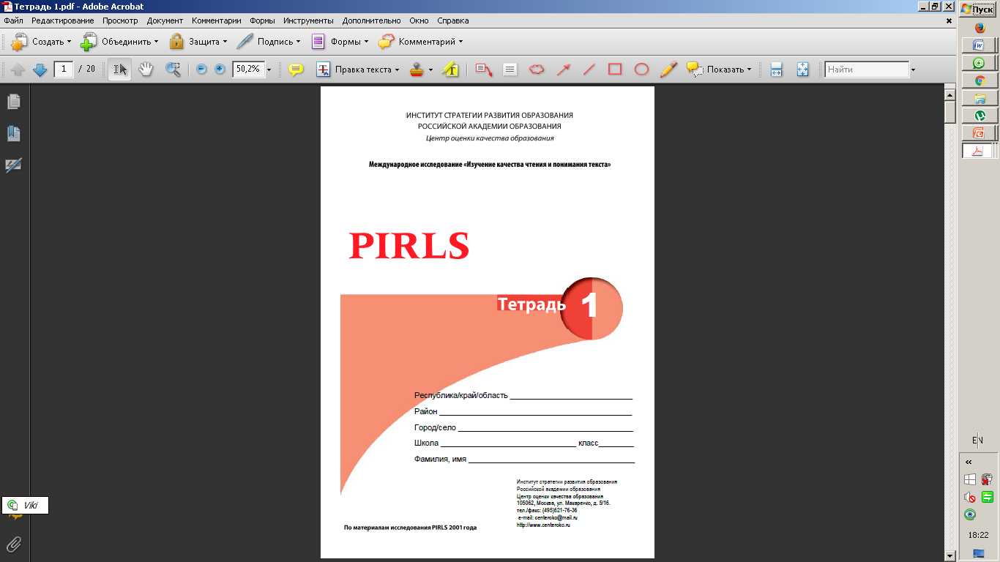 Тетрадь 1.pdf - Adobe Acrobat
Пуск
Файл Редактирование Просмотр Документ Комментарии Формы Инструменты Дополнительно Окно Справка
Создать Объединить Защита Подпись Формы Комментарий
1 / 20 50,2% Правка текста Показать Найти
ИНСТИТУТ СТРАТЕГИИ РАЗВИТИЯ ОБРАЗОВАНИЯ
РОССИЙСКОЙ АКАДЕМИИ ОБРАЗОВАНИЯ
Центр оценки качества образования
Международное исследование «Изучение качества чтения и понимания текста»
PIRLS
Тетрадь 1
Республика/край/область ____________________________
Район ____________________________________________
Город/село ________________________________________
Школа _______________________________ класс________
Фамилия, имя ______________________________________
Институт стратегии развития образования
Российской академии образования
Центр оценки качества образования
105062, Москва, ул. Макаренко, д. 5/16.
тел./факс: (495)621-76-36
e-mail: centeroko@mail.ru
http://www.centeroko.ru
По материалам исследования PIRLS 2001 года
Viki
EN
18:22